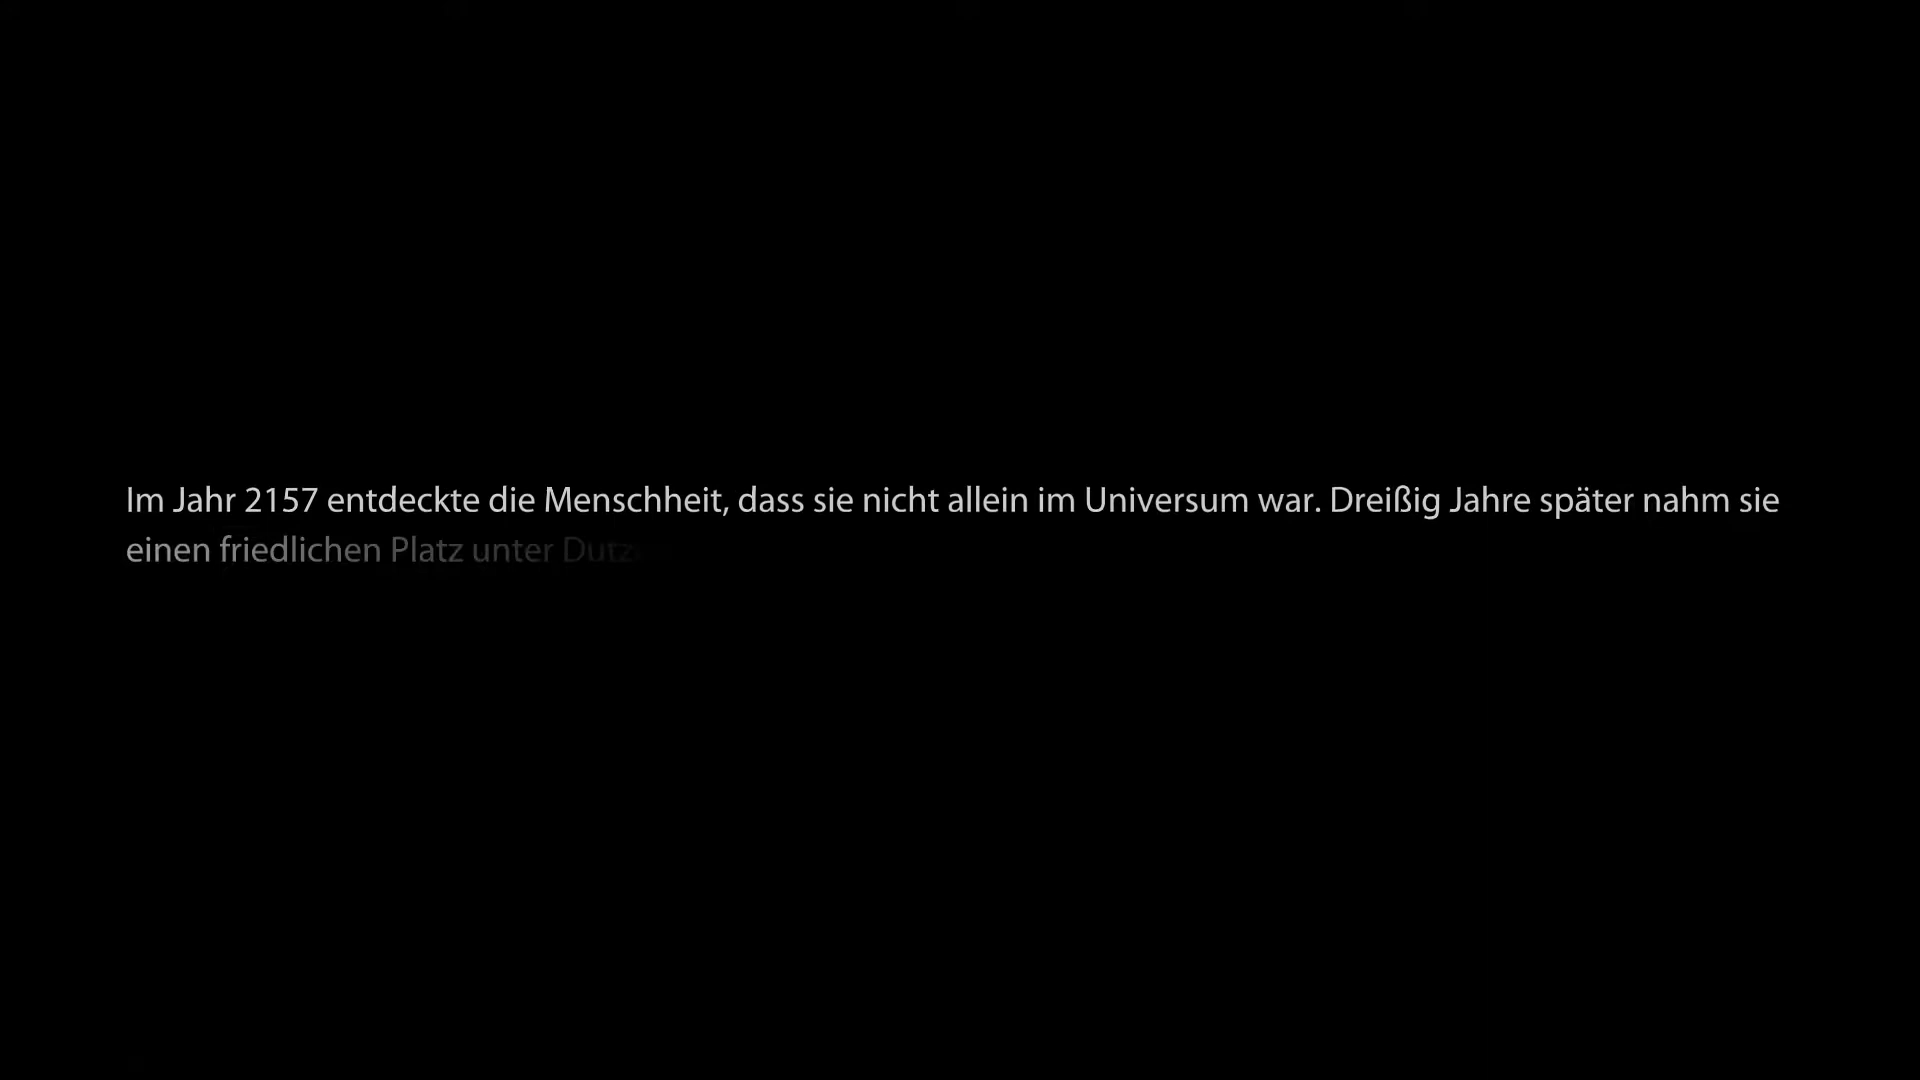 Im Jahr 2157 entdeckte die Menschheit, dass sie nicht allein im Universum war. Dreißig Jahre später nahm sie
einen friedlichen Platz unter Dutz